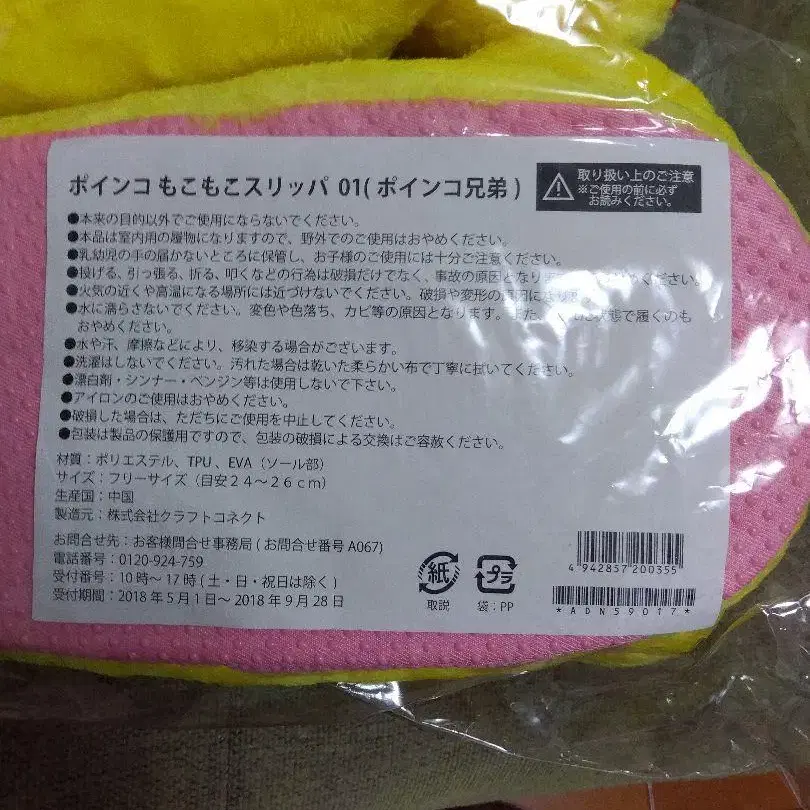 ポインコ もこもこスリッパ 01( ポインコ兄弟 )
取り扱い上のご注意
※ご使用の前に必ず
お読みください。
●本来の目的以外でご使用にならないでください。
●本品は室内用の履物になりますので、野外でのご使用はおやめください。
●乳幼児の手の届かないところに保管し、お子様のご使用には十分ご注意ください。
●投げる、引っ張る、折る、叩くなどの行為は破損だけでなく、事故の原因となり
●火気の近くや高温になる場所には近づけないでください。破損や変形の原因になります
●水に濡らさないでください。変色や色落ち、カビ等の原因となります。また、 状態で履くのも
おやめください。
●水や汗、摩擦などにより、移染する場合がございます。
●洗濯はしないでください。汚れた場合は乾いた柔らかい布で丁寧に拭いてください。
●漂白剤・シンナー・ベンジン等は使用しないで下さい。
●アイロンのご使用はおやめください。
●破損した場合は、ただちにご使用を中止してください。
●包装は製品の保護用ですので、包装の破損による交換はご容赦ください。
材質：ポリエステル、TPU 、EVA（ソール部）
サイズ：フリーサイズ（目安２４～２６ｃｍ）
生産国：中国
製造元：株式会社クラフトコネクト
お問合せ先：お客様問合せ事務局 ( お問合せ番号 A067)
電話番号：0120-924-759
受付番号：10 時～ 17 時 ( 土・日・祝日は除く )
受付期間：2018 年 5 月 1 日～ 2018 年 9 月 28 日
紙
取説
プラ
袋：PP
4 942857 200355
*ADN59017*